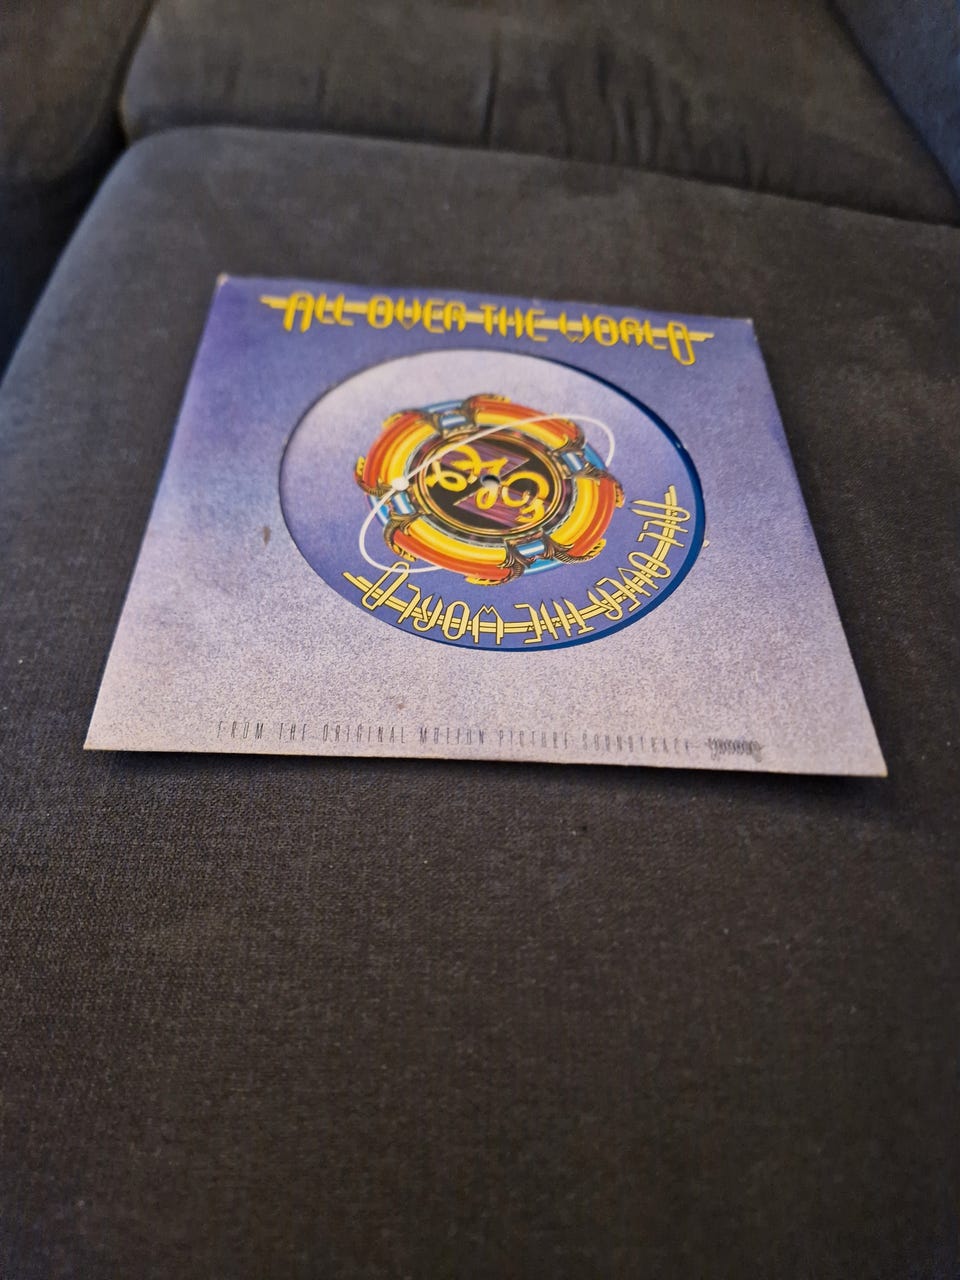 ALL OVER THE WORLD
ELO
ALL OVER THE WORLD
FROM THE ORIGINAL MOTION PICTURE SOUNDTRACK